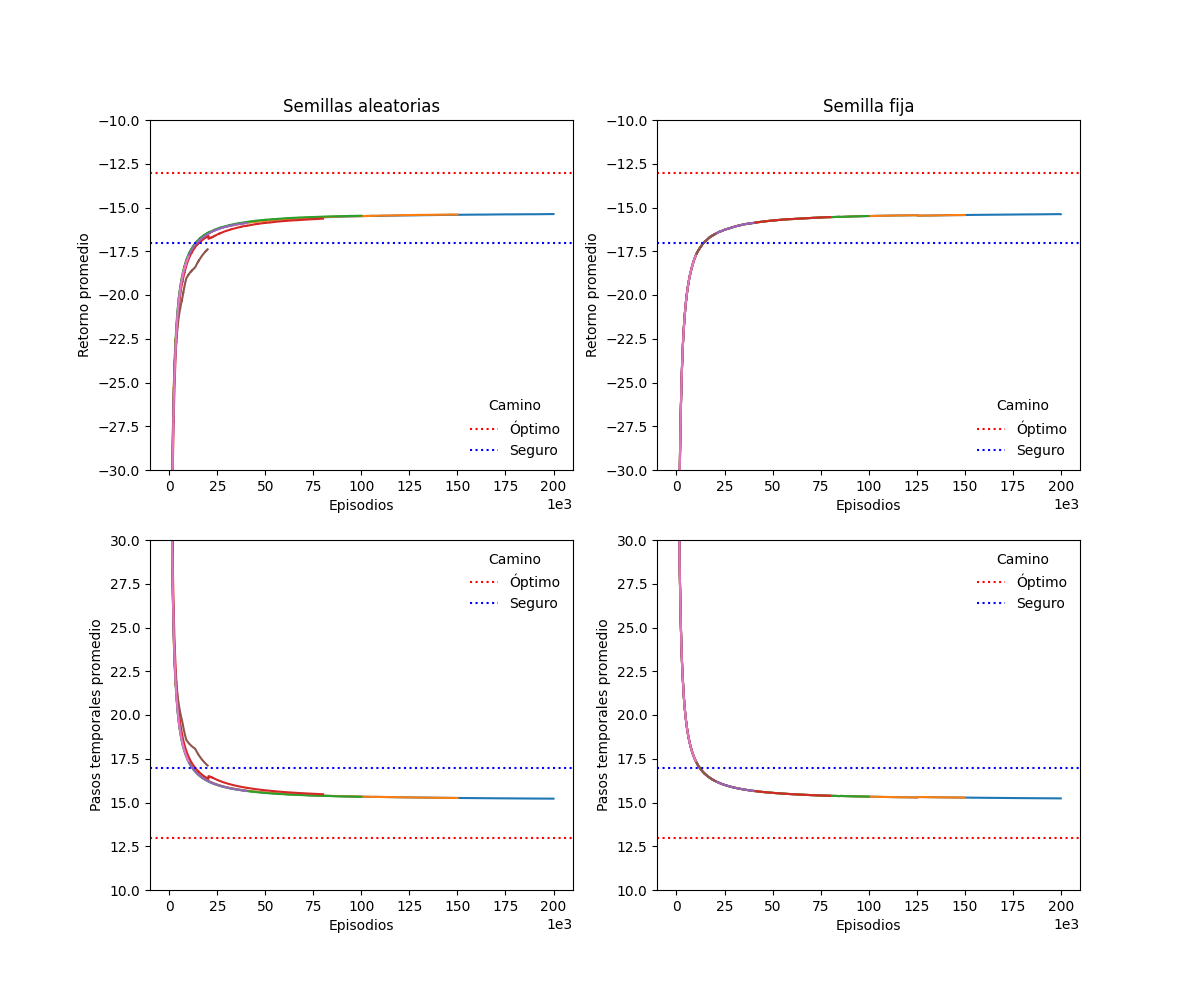 Semillas aleatorias
Semilla fija
−10.0
−12.5
−15.0
−17.5
−20.0
−22.5
−25.0
−27.5
−30.0
Retorno promedio
Camino
Óptimo
Seguro
0 25 50 75 100 125 150 175 200
1e3
Episodios
−10.0
−12.5
−15.0
−17.5
−20.0
−22.5
−25.0
−27.5
−30.0
Retorno promedio
Camino
Óptimo
Seguro
0 25 50 75 100 125 150 175 200
1e3
Episodios
30.0
27.5
25.0
22.5
20.0
17.5
15.0
12.5
10.0
Pasos temporales promedio
Camino
Óptimo
Seguro
0 25 50 75 100 125 150 175 200
1e3
Episodios
30.0
27.5
25.0
22.5
20.0
17.5
15.0
12.5
10.0
Pasos temporales promedio
Camino
Óptimo
Seguro
0 25 50 75 100 125 150 175 200
1e3
Episodios